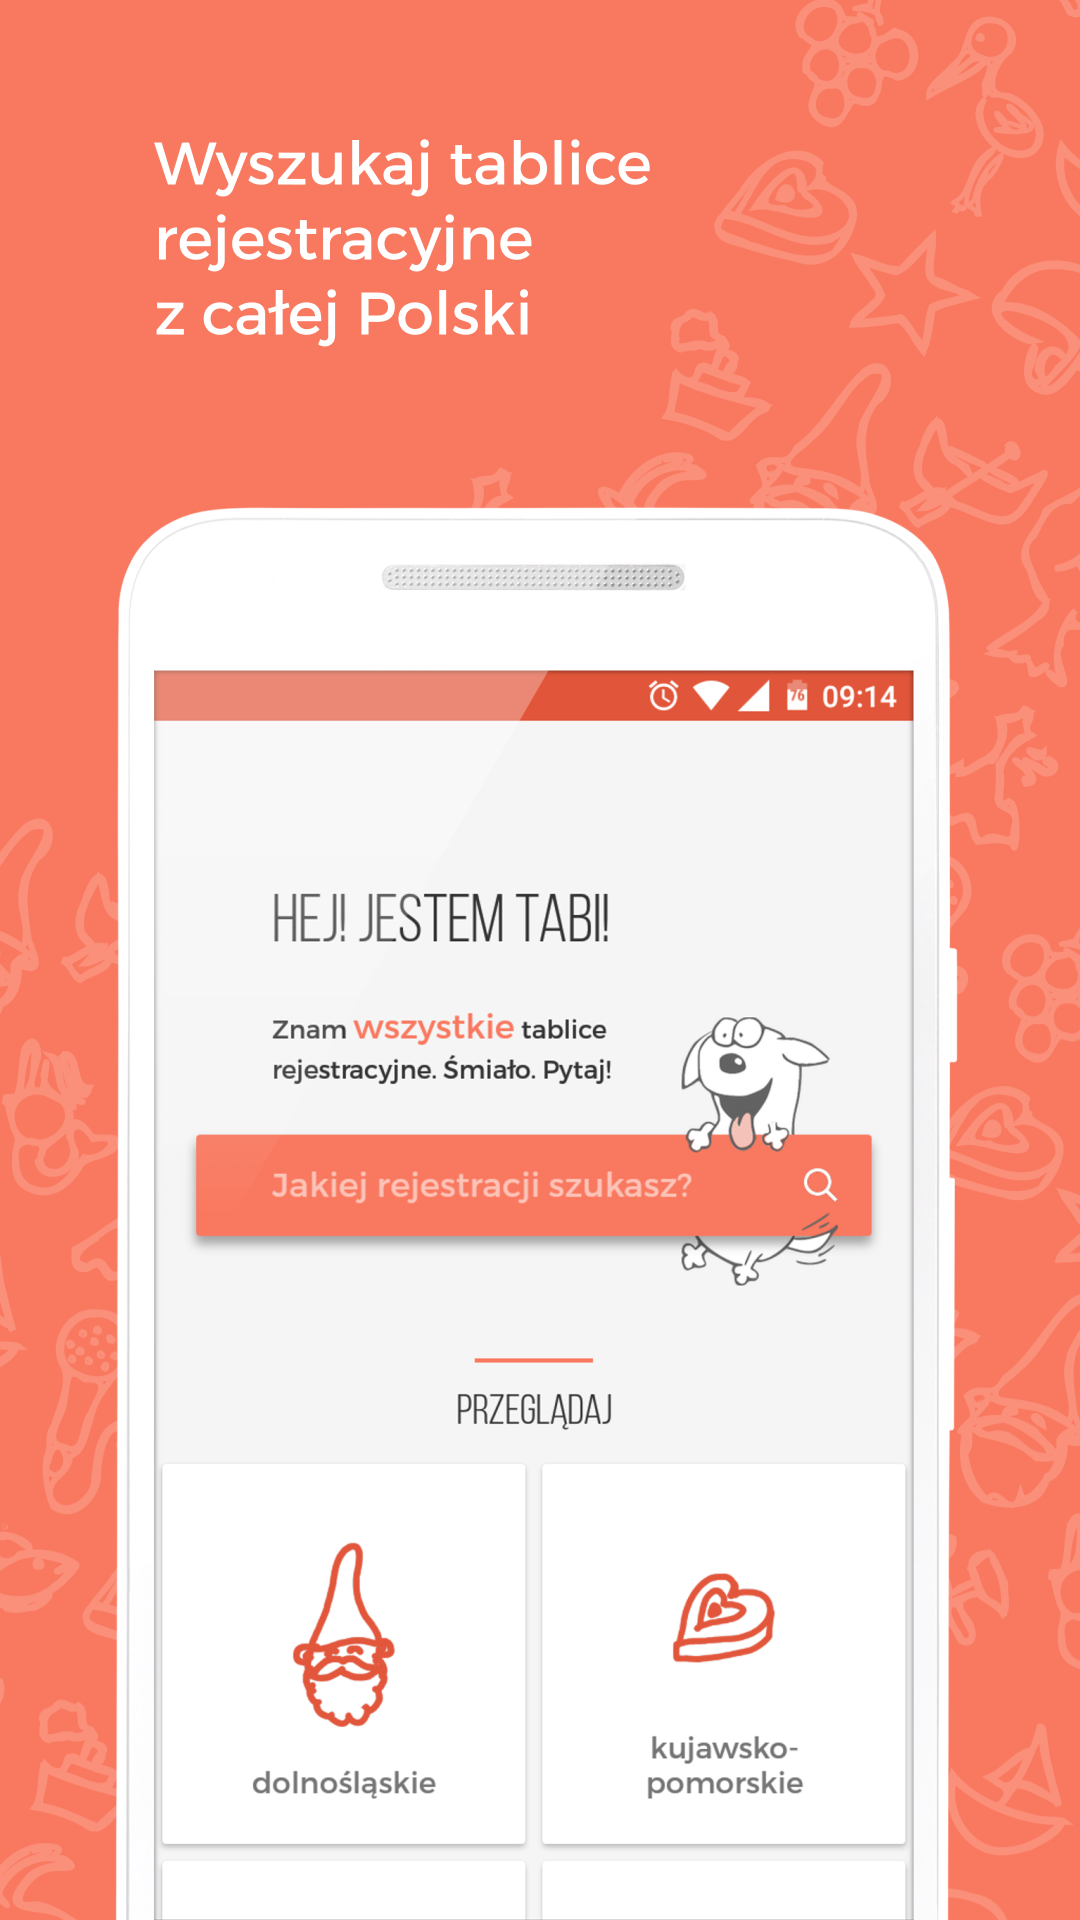 Wyszukaj tablice
rejestracyjne
z całej Polski
76 09:14
HEJ! JESTEM TABI!
Znam wszystkie tablice
rejestracyjne. Śmiało. Pytaj!
Jakiej rejestracji szukasz?
PRZEGLĄDAJ
dolnośląskie
kujawsko-
pomorskie